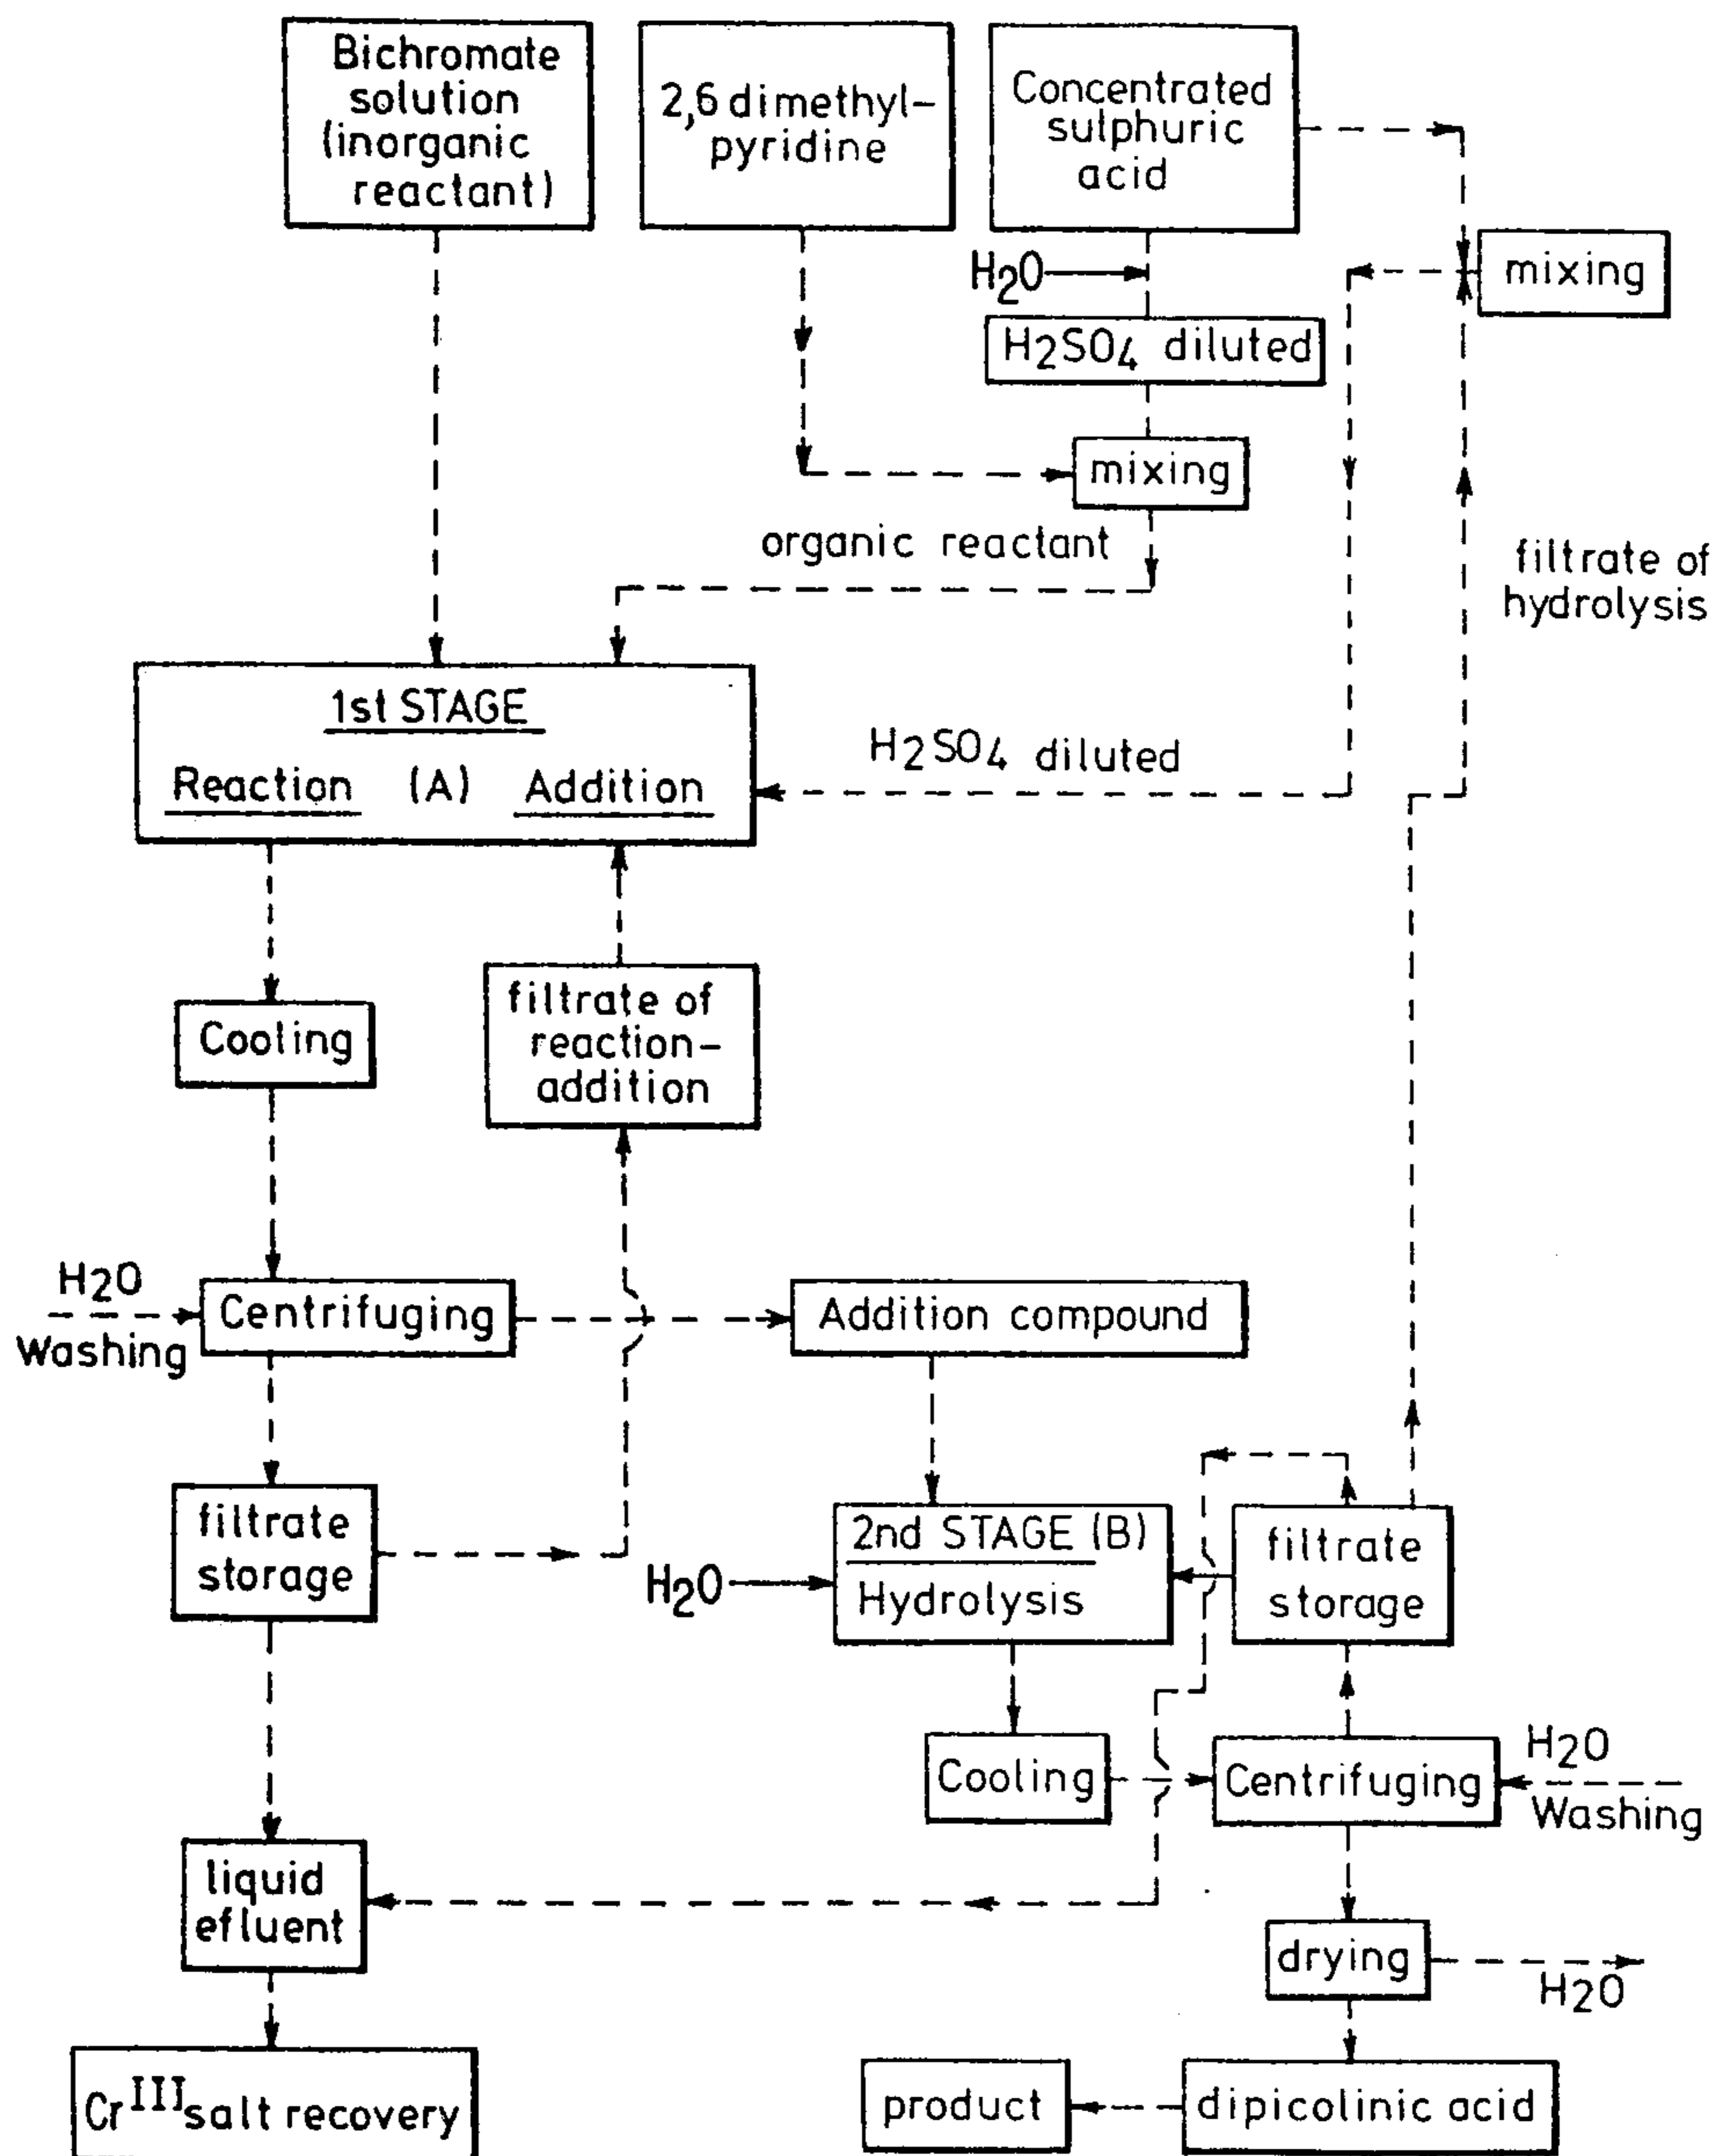 Bichromate
solution
(inorganic
reactant)
2,6 dimethyl-
pyridine
Concentrated
sulphuric
acid
H2O
mixing
H2SO4 diluted
mixing
organic reactant
filtrate of
hydrolysis
1st STAGE
Reaction (A) Addition
H2SO4 diluted
Cooling
filtrate of
reaction-
addition
H2O
Washing
Centrifuging
Addition compound
filtrate
storage
H2O
2nd STAGE (B)
Hydrolysis
filtrate
storage
Cooling
Centrifuging
H2O
Washing
liquid
efluent
drying
H2O
CrIII salt recovery
product
dipicolinic acid